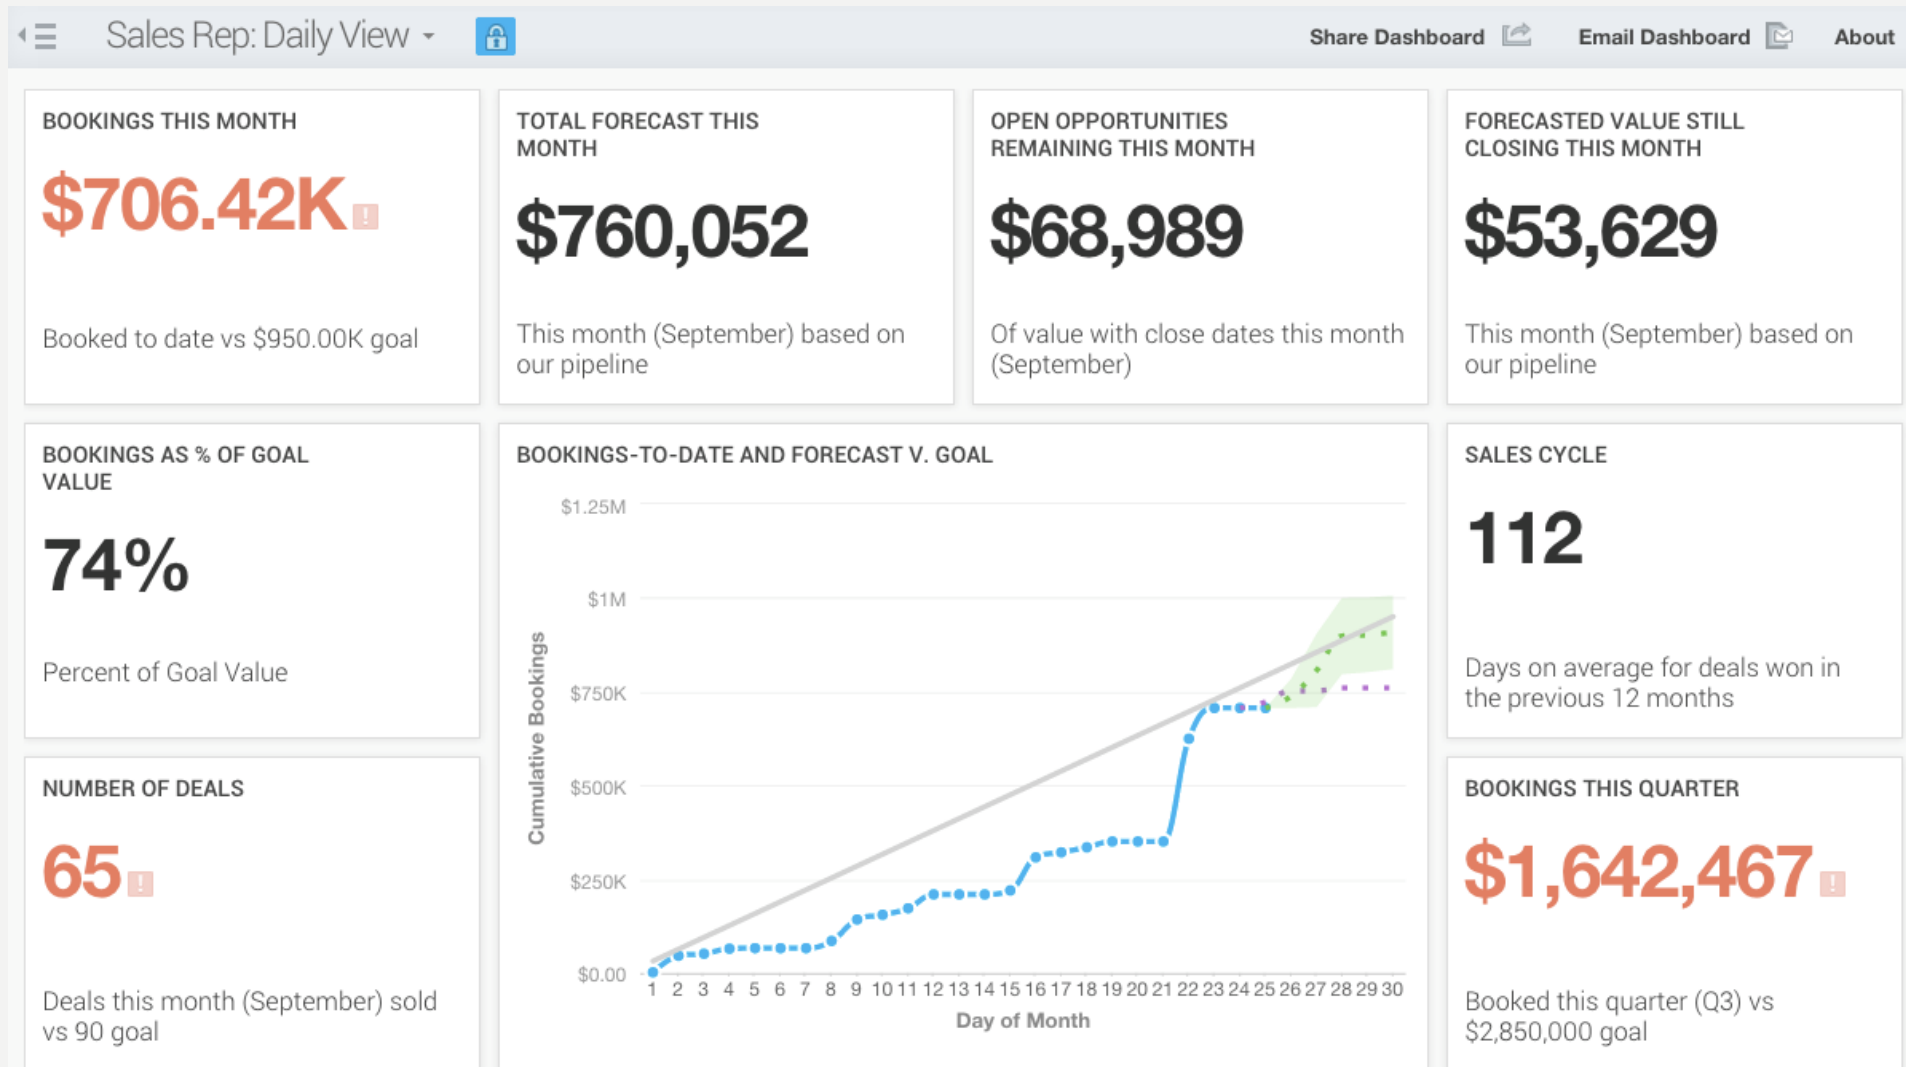 Sales Rep: Daily View
Share Dashboard
Email Dashboard
About
BOOKINGS THIS MONTH
$706.42K
!
Booked to date vs $950.00K goal
TOTAL FORECAST THIS
MONTH
$760,052
This month (September) based on
our pipeline
OPEN OPPORTUNITIES
REMAINING THIS MONTH
$68,989
Of value with close dates this month
(September)
FORECASTED VALUE STILL
CLOSING THIS MONTH
$53,629
This month (September) based on
our pipeline
BOOKINGS AS % OF GOAL
VALUE
74%
Percent of Goal Value
BOOKINGS-TO-DATE AND FORECAST V. GOAL
Cumulative Bookings
$1.25M
$1M
$750K
$500K
$250K
$0.00
1 2 3 4 5 6 7 8 9 10 11 12 13 14 15 16 17 18 19 20 21 22 23 24 25 26 27 28 29 30
Day of Month
SALES CYCLE
112
Days on average for deals won in
the previous 12 months
NUMBER OF DEALS
65
!
Deals this month (September) sold
vs 90 goal
BOOKINGS THIS QUARTER
$1,642,467
!
Booked this quarter (Q3) vs
$2,850,000 goal